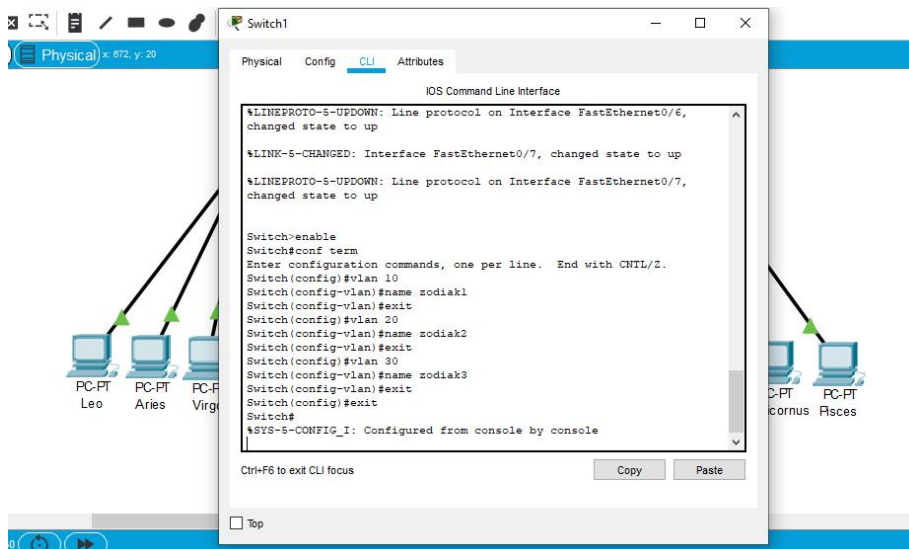 Switch1
Physical x: 672, y: 20
Physical Config CLI Attributes
IOS Command Line Interface
%LINEPROTO-5-UPDOWN: Line protocol on Interface FastEthernet0/6,
changed state to up
%LINK-5-CHANGED: Interface FastEthernet0/7, changed state to up
%LINEPROTO-5-UPDOWN: Line protocol on Interface FastEthernet0/7,
changed state to up
Switch>enable
Switch#conf term
Enter configuration commands, one per line. End with CNTL/Z.
Switch(config)#vlan 10
Switch(config-vlan)#name zodiak1
Switch(config-vlan)#exit
Switch(config)#vlan 20
Switch(config-vlan)#name zodiak2
Switch(config-vlan)#exit
Switch(config)#vlan 30
Switch(config-vlan)#name zodiak3
Switch(config-vlan)#exit
Switch(config)#exit
Switch#
%SYS-5-CONFIG_I: Configured from console by console
Ctrl+F6 to exit CLI focus
Copy Paste
Top
PC-PT
Leo
PC-PT
Aries
PC-P
Virg
C-PT
icornus
PC-PT
Pisces